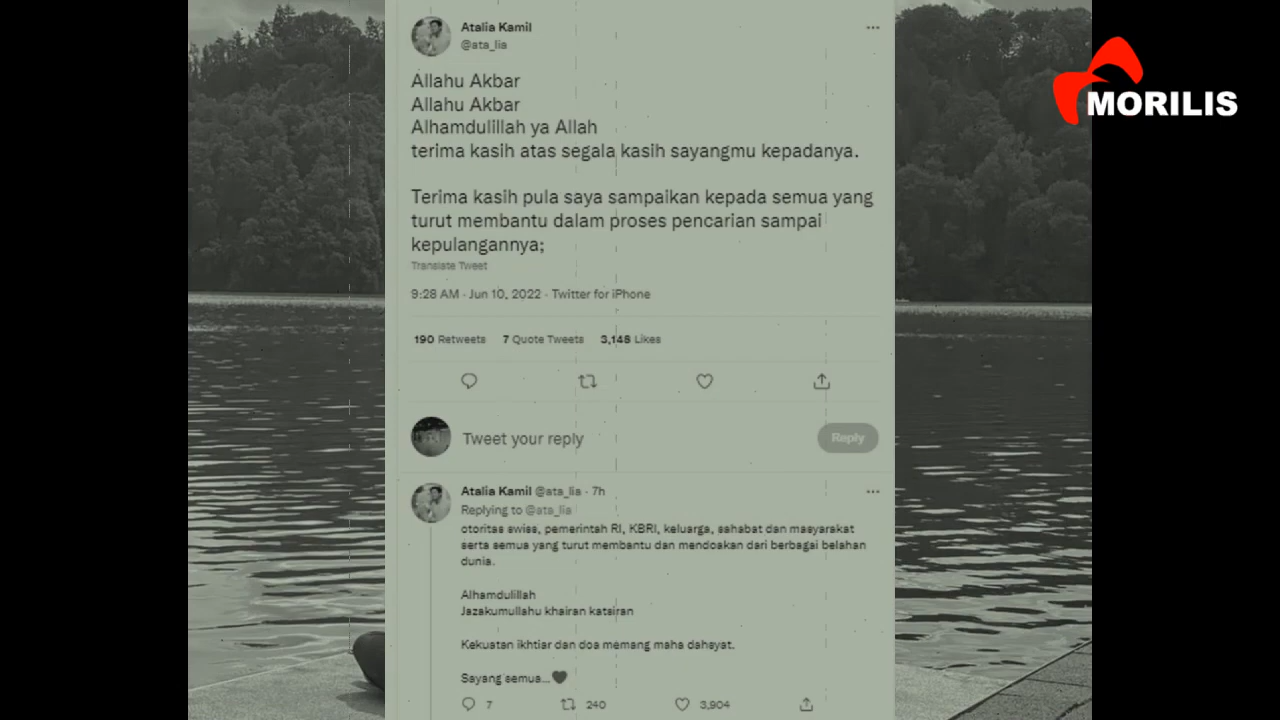 Atalia Kamil
@ata_lia
Allahu Akbar
Allahu Akbar
Alhamdulillah ya Allah
terima kasih atas segala kasih sayangmu kepadanya.
Terima kasih pula saya sampaikan kepada semua yang
turut membantu dalam proses pencarian sampai
kepulangannya;
Translate Tweet
9:28 AM · Jun 10, 2022 · Twitter for iPhone
190 Retweets 7 Quote Tweets 3,148 Likes
Tweet your reply
Reply
Atalia Kamil @ata_lia · 7h
Replying to @ata_lia
otoritas swiss, pemerintah RI, KBRI, keluarga, sahabat dan masyarakat
serta semua yang turut membantu dan mendoakan dari berbagai belahan
dunia.
Alhamdulillah
Jazakumullahu khairan katsiran
Kekuatan ikhtiar dan doa memang maha dahsyat.
Sayang semua...🖤
7 240 3,904
MORILIS